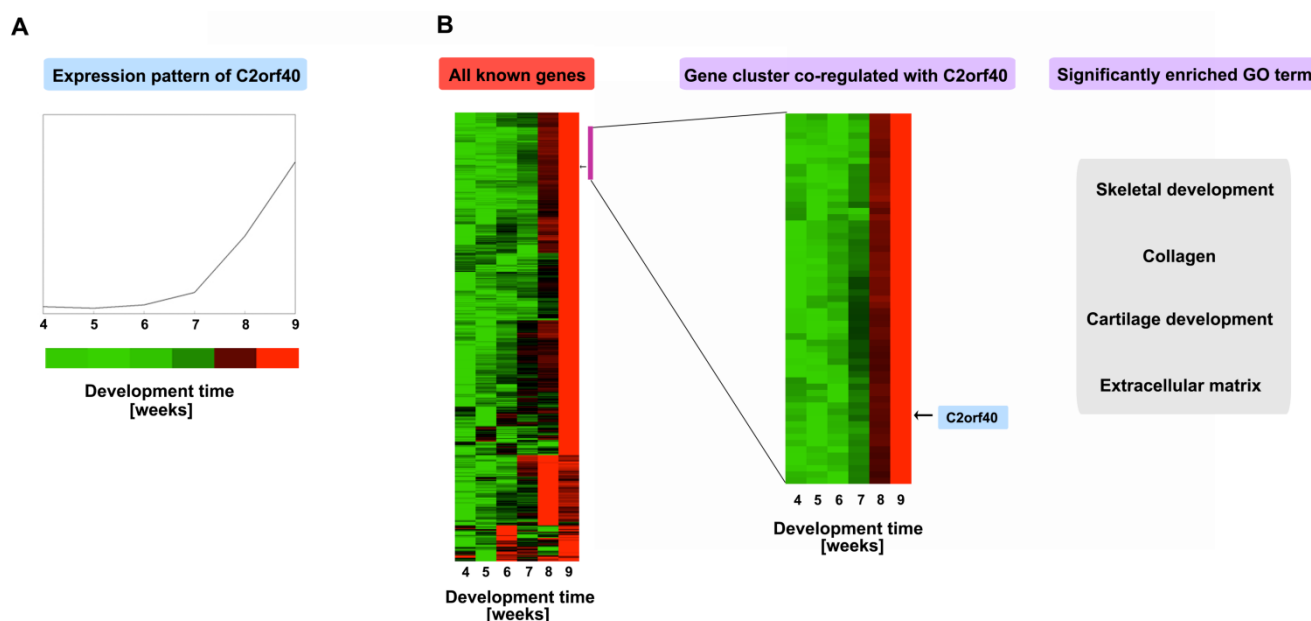 A
Expression pattern of C2orf40
4 5 6 7 8 9
Development time
[weeks]
B
All known genes
4 5 6 7 8 9
Development time
[weeks]
Gene cluster co-regulated with C2orf40
C2orf40
4 5 6 7 8 9
Development time
[weeks]
Significantly enriched GO term
Skeletal development
Collagen
Cartilage development
Extracellular matrix